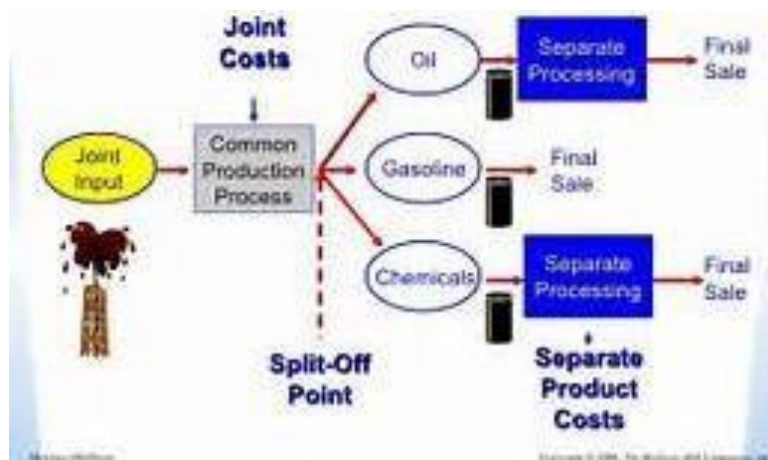 Joint
Costs
Oil
Separate
Processing
Final
Sale
Joint
Input
Common
Production
Process
Gasoline
Final
Sale
Chemicals
Separate
Processing
Final
Sale
Split-Off
Point
Separate
Product
Costs